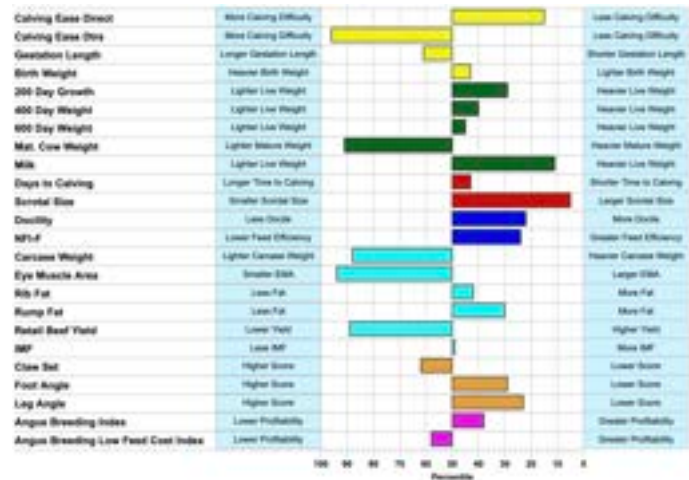 Calving Ease Direct More Calving Difficulty Less Calving Difficulty
Calving Ease Dtrs More Calving Difficulty Less Calving Difficulty
Gestation Length Longer Gestation Length Shorter Gestation Length
Birth Weight Heavier Birth Weight Lighter Birth Weight
200 Day Growth Lighter Live Weight Heavier Live Weight
400 Day Weight Lighter Live Weight Heavier Live Weight
600 Day Weight Lighter Live Weight Heavier Live Weight
Mat. Cow Weight Lighter Mature Weight Heavier Mature Weight
Milk Lighter Live Weight Heavier Live Weight
Days to Calving Longer Time to Calving Shorter Time to Calving
Scrotal Size Smaller Scrotal Size Larger Scrotal Size
Docility Less Docile More Docile
NFI-F Lower Feed Efficiency Greater Feed Efficiency
Carcase Weight Lighter Carcase Weight Heavier Carcase Weight
Eye Muscle Area Smaller EMA Larger EMA
Rib Fat Less Fat More Fat
Rump Fat Less Fat More Fat
Retail Beef Yield Lower Yield Higher Yield
IMF Less IMF More IMF
Claw Set Higher Score Lower Score
Foot Angle Higher Score Lower Score
Leg Angle Higher Score Lower Score
Angus Breeding Index Lower Profitability Greater Profitability
Angus Breeding Low Feed Cost Index Lower Profitability Greater Profitability
100 90 80 70 60 50 40 30 20 10 0
Percentile